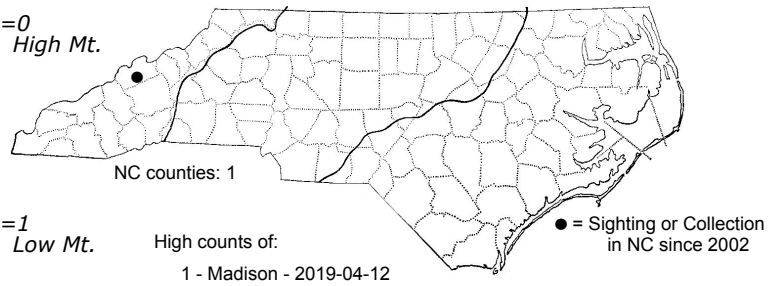 =0
High Mt.
NC counties: 1
=1
Low Mt.
High counts of:
1 - Madison - 2019-04-12
● = Sighting or Collection
in NC since 2002